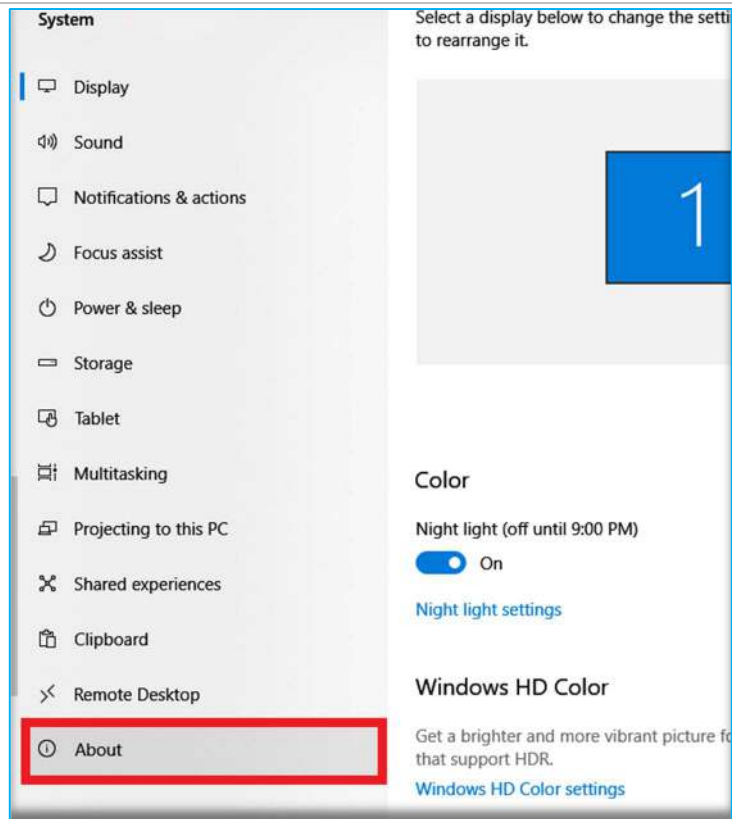 System
Display
Sound
Notifications & actions
Focus assist
Power & sleep
Storage
Tablet
Multitasking
Projecting to this PC
Shared experiences
Clipboard
Remote Desktop
About
Select a display below to change the
to rearrange it.
1
Color
Night light (off until 9:00 PM)
On
Night light settings
Windows HD Color
Get a brighter and more vibrant picture
that support HDR.
Windows HD Color settings